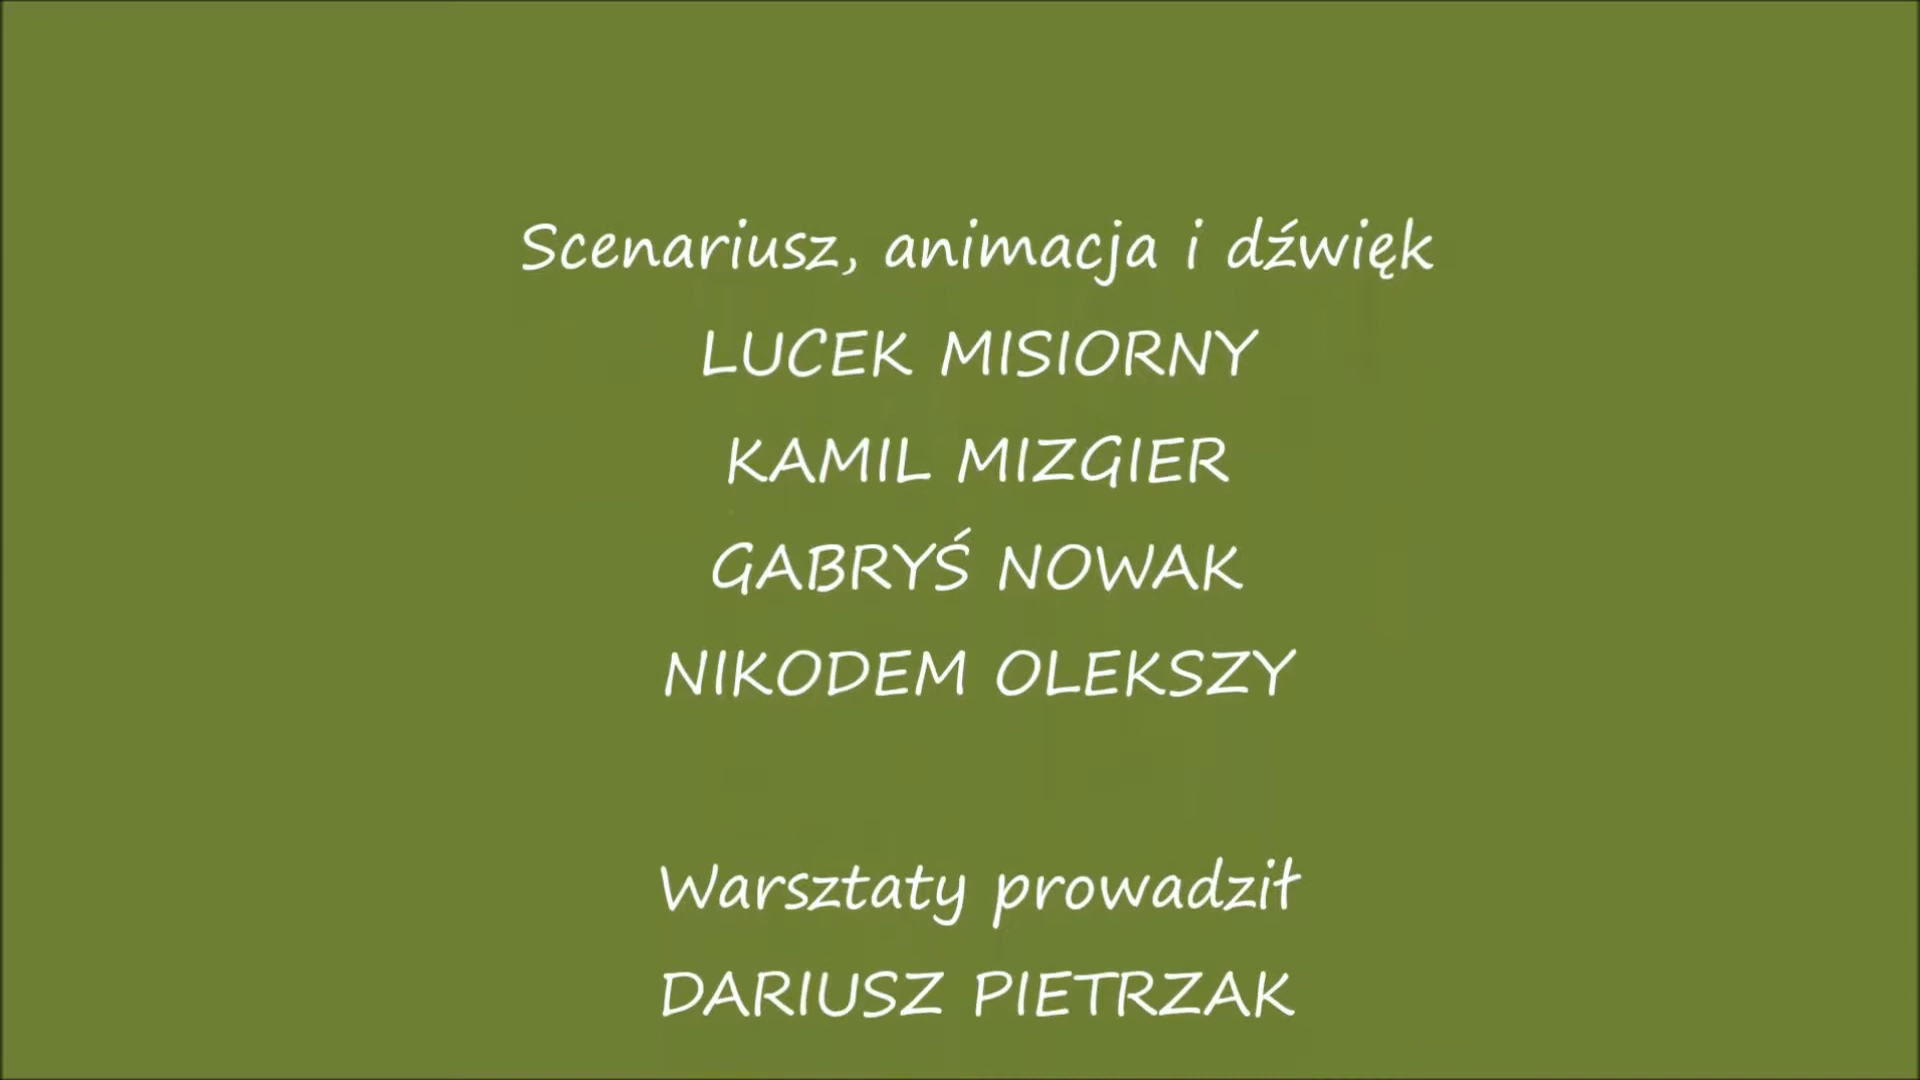 Scenariusz, animacja i dźwięk
LUCEK MISIORNY
KAMIL MIZGIER
GABRYŚ NOWAK
NIKODEM OLEKSZY
Warsztaty prowadził
DARIUSZ PIETRZAK